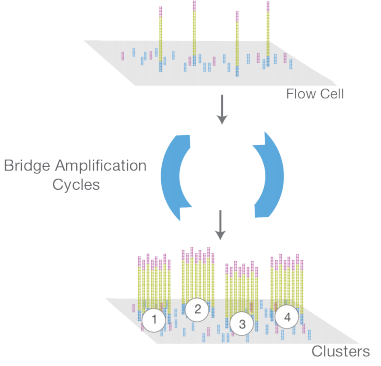 Flow Cell
Bridge Amplification
Cycles
1
2
3
4
Clusters